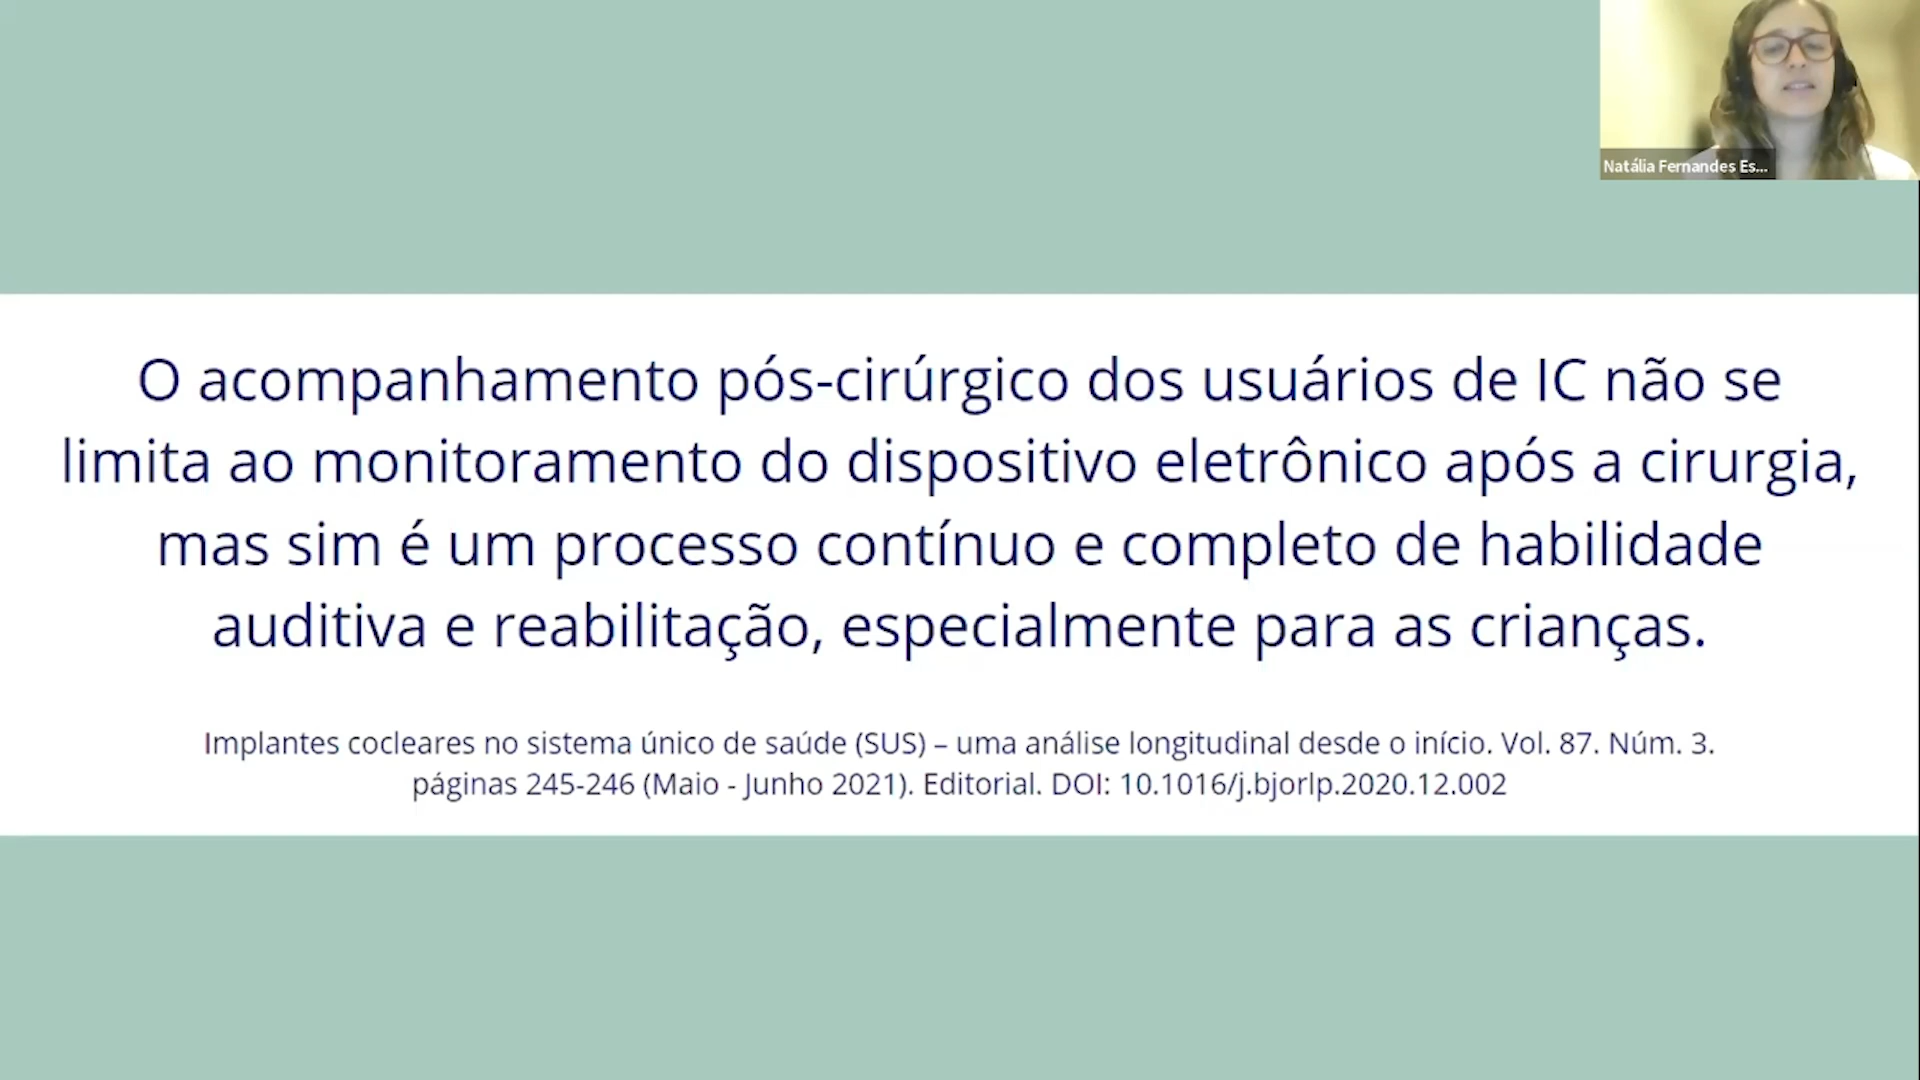 Natália Fernandes Es...
O acompanhamento pós-cirúrgico dos usuários de IC não se
limita ao monitoramento do dispositivo eletrônico após a cirurgia,
mas sim é um processo contínuo e completo de habilidade
auditiva e reabilitação, especialmente para as crianças.
Implantes cocleares no sistema único de saúde (SUS) – uma análise longitudinal desde o início. Vol. 87. Núm. 3.
páginas 245-246 (Maio - Junho 2021). Editorial. DOI: 10.1016/j.bjorlp.2020.12.002